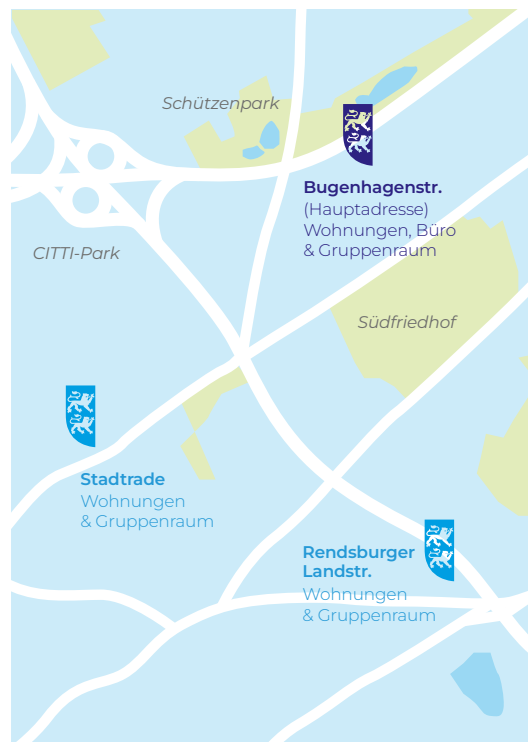 Schützenpark
Bugenhagenstr.
(Hauptadresse)
Wohnungen, Büro
& Gruppenraum
CITTI-Park
Südfriedhof
Stadtrade
Wohnungen
& Gruppenraum
Rendsburger
Landstr.
Wohnungen
& Gruppenraum